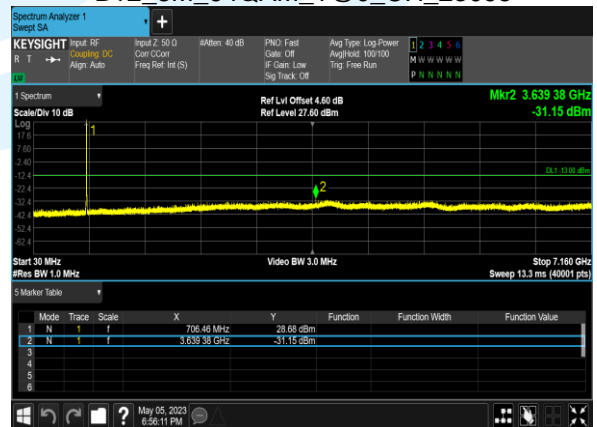 Spectrum Analyzer 1
Swept SA
KEYSIGHT Input: RF Input Z: 50 Ω #Atten: 40 dB PNO: Fast Avg Type: Log-Power 1 2 3 4 5 6
R T Coupling: DC Corr CCorr Gate: Off Avg|Hold: 100/100 M W W W W W
Align: Auto Freq Ref: Int (S) IF Gain: Low Trig: Free Run
LW Sig Track: Off P N N N N N
1 Spectrum Ref Lvl Offset 4.60 dB Mkr2 3.639 38 GHz
Scale/Div 10 dB Ref Level 27.60 dBm -31.15 dBm
Log
17.6
7.60
-2.40
-12.4
-22.4
-32.4
-42.4
-52.4
-62.4
1
2
DL1 -13.00 dBm
Start 30 MHz Video BW 3.0 MHz Stop 7.160 GHz
#Res BW 1.0 MHz Sweep 13.3 ms (40001 pts)
5 Marker Table
Mode Trace Scale X Y Function Function Width Function Value
1 N 1 f 706.46 MHz 28.68 dBm
2 N 1 f 3.639 38 GHz -31.15 dBm
3
4
5
6
? May 05, 2023
6:56:11 PM